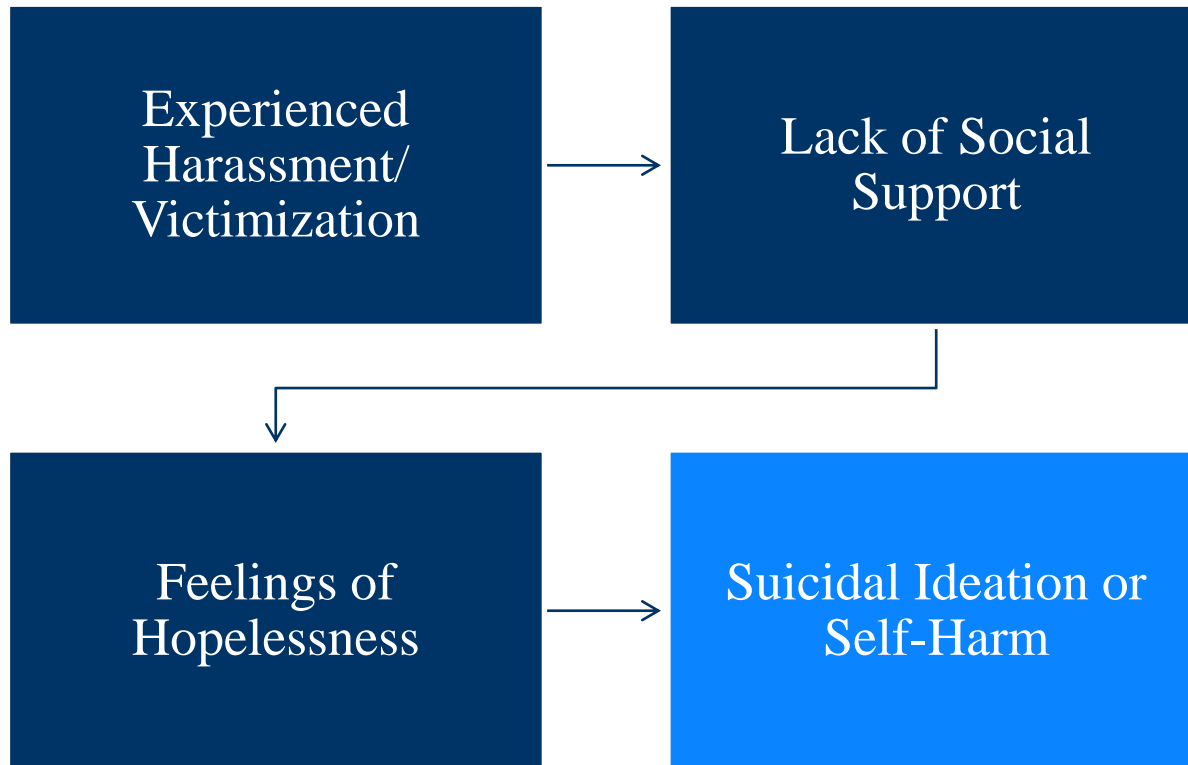 Experienced
Harassment/
Victimization
Lack of Social
Support
Feelings of
Hopelessness
Suicidal Ideation or
Self-Harm